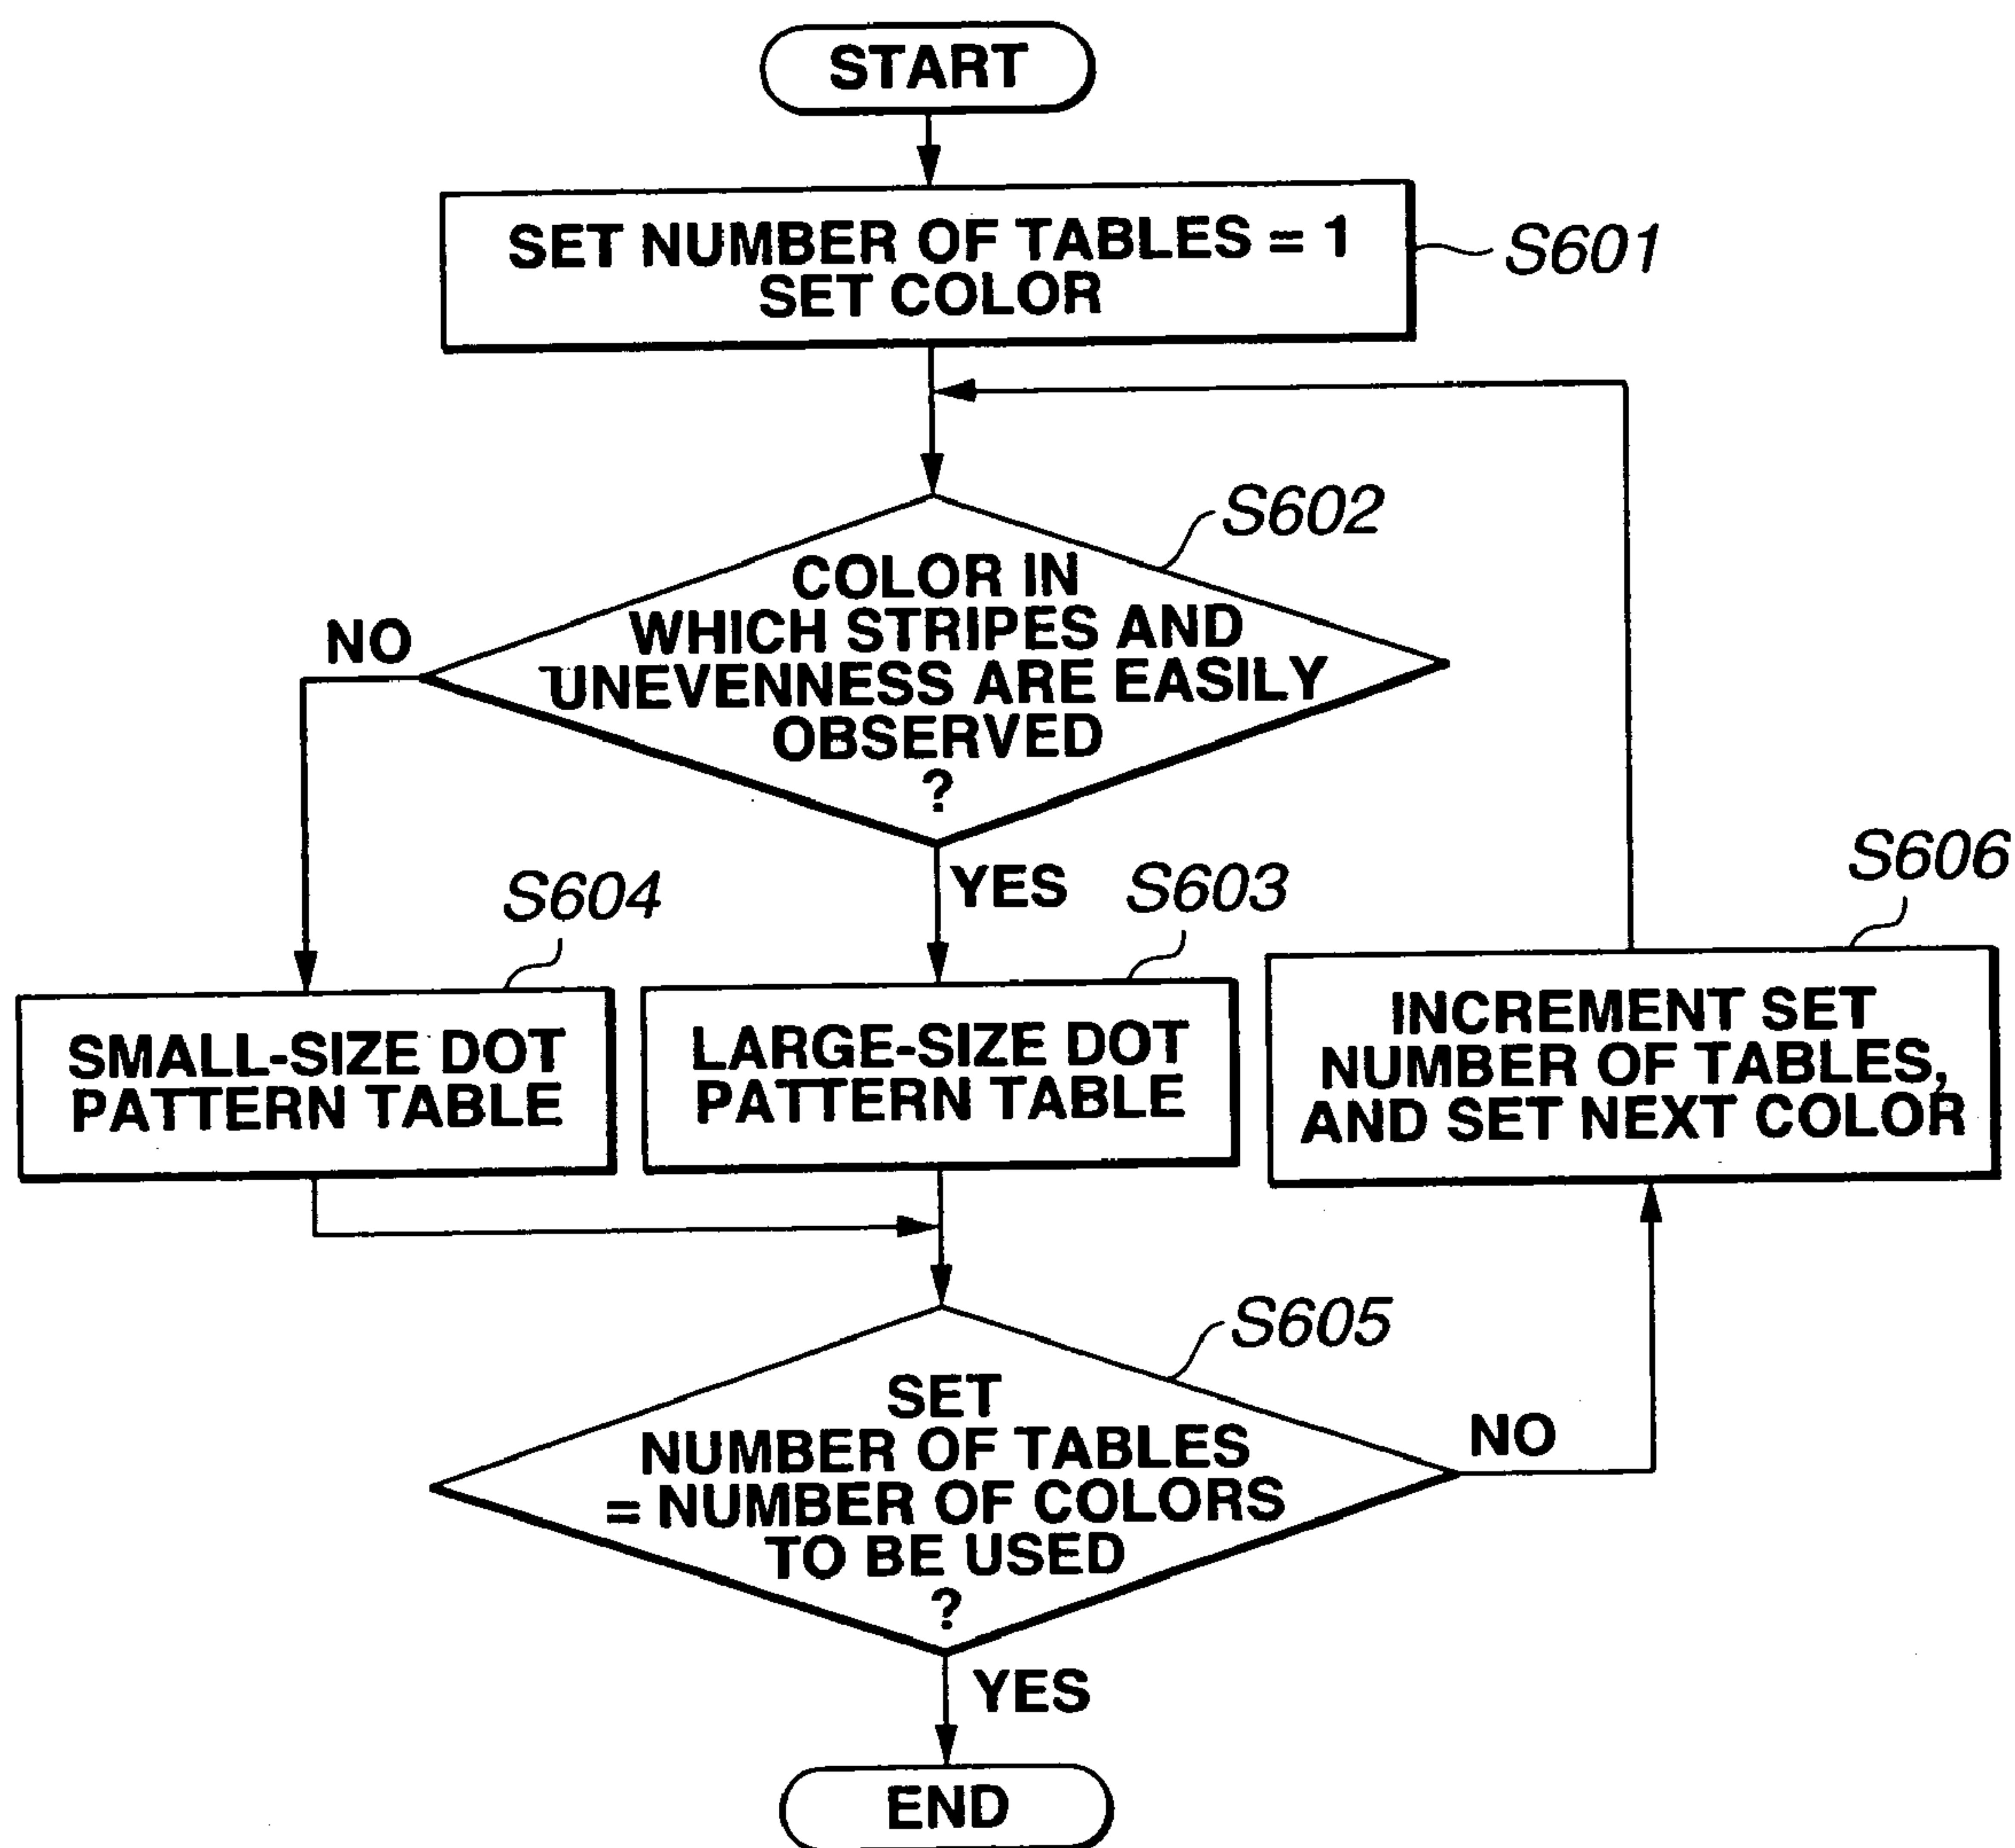 START
SET NUMBER OF TABLES = 1
SET COLOR
S601
S602
COLOR IN
WHICH STRIPES AND
UNEVENNESS ARE EASILY
OBSERVED
?
NO
YES
S604
SMALL-SIZE DOT
PATTERN TABLE
S603
LARGE-SIZE DOT
PATTERN TABLE
S606
INCREMENT SET
NUMBER OF TABLES,
AND SET NEXT COLOR
S605
SET
NUMBER OF TABLES
= NUMBER OF COLORS
TO BE USED
?
NO
YES
END